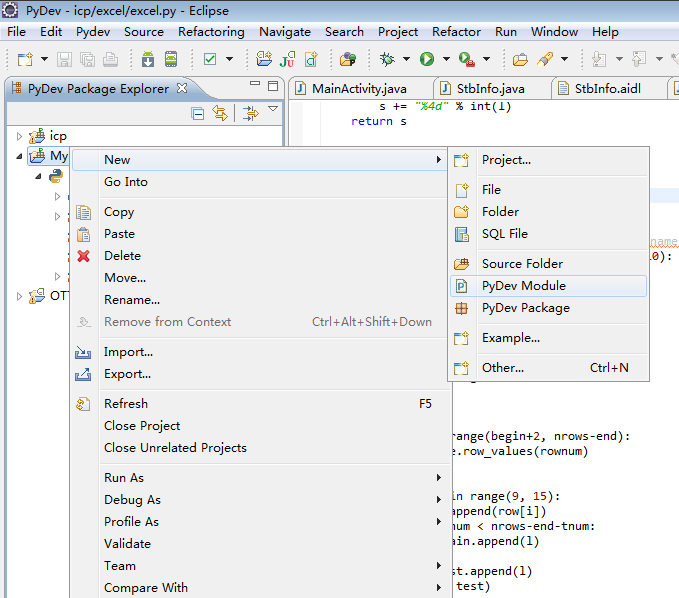 PyDev - icp/excel/excel.py - Eclipse
File Edit Pydev Source Refactoring Navigate Search Project Refactor Run Window Help
PyDev Package Explorer
MainActivity.java StbInfo.java StbInfo.aidl
s += "%4d" % int(l)
return s
icp
My
OT
New
Go Into
Copy
Paste
Delete
Move...
Rename...
Remove from Context Ctrl+Alt+Shift+Down
Import...
Export...
Refresh F5
Close Project
Close Unrelated Projects
Run As
Debug As
Profile As
Validate
Team
Compare With
Project...
File
Folder
SQL File
Source Folder
PyDev Module
PyDev Package
Example...
Other... Ctrl+N
name
0):
range(begin+2, nrows-end):
e.row_values(rownum)
in range(9, 15):
append(row[i])
num < nrows-end-tnum:
ain.append(l)
st.append(l)
test)